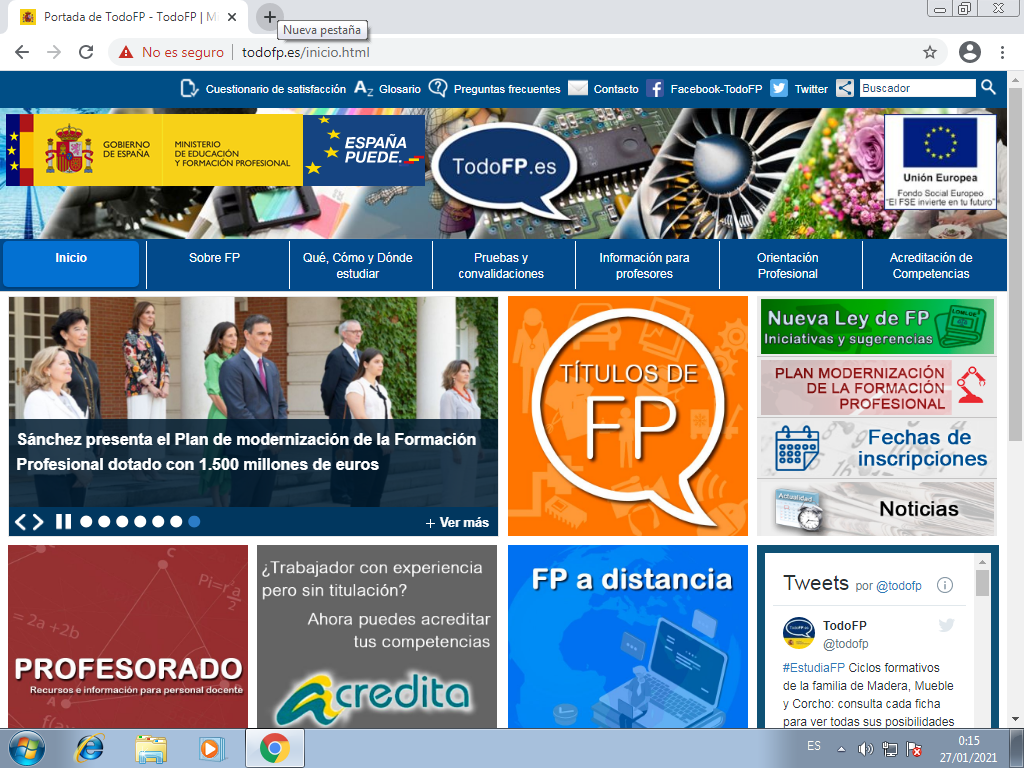 Portada de TodoFP - TodoFP | Mi
Nueva pestaña
No es seguro
todofp.es/inicio.html
Cuestionario de satisfacción
Glosario
Preguntas frecuentes
Contacto
Facebook-TodoFP
Twitter
Buscador
GOBIERNO
DE ESPAÑA
MINISTERIO
DE EDUCACIÓN
Y FORMACIÓN PROFESIONAL
ESPAÑA
PUEDE.
TodoFP.es
Unión Europea
Fondo Social Europeo
"El FSE invierte en tu futuro"
Inicio
Sobre FP
Qué, Cómo y Dónde
estudiar
Pruebas y
convalidaciones
Información para
profesores
Orientación
Profesional
Acreditación de
Competencias
Sánchez presenta el Plan de modernización de la Formación
Profesional dotado con 1.500 millones de euros
+ Ver más
TÍTULOS DE
FP
Nueva Ley de FP
Iniciativas y sugerencias
PLAN MODERNIZACIÓN
DE LA FORMACIÓN
PROFESIONAL
Fechas de
inscripciones
Actualidad
Noticias
PROFESORADO
Recursos e información para personal docente
¿Trabajador con experiencia
pero sin titulación?
Ahora puedes acreditar
tus competencias
acredita
FP a distancia
Tweets por @todofp
TodoFP
@todofp
#EstudiaFP Ciclos formativos
de la familia de Madera, Mueble
y Corcho: consulta cada ficha
para ver todas sus posibilidades
ES
0:15
27/01/2021